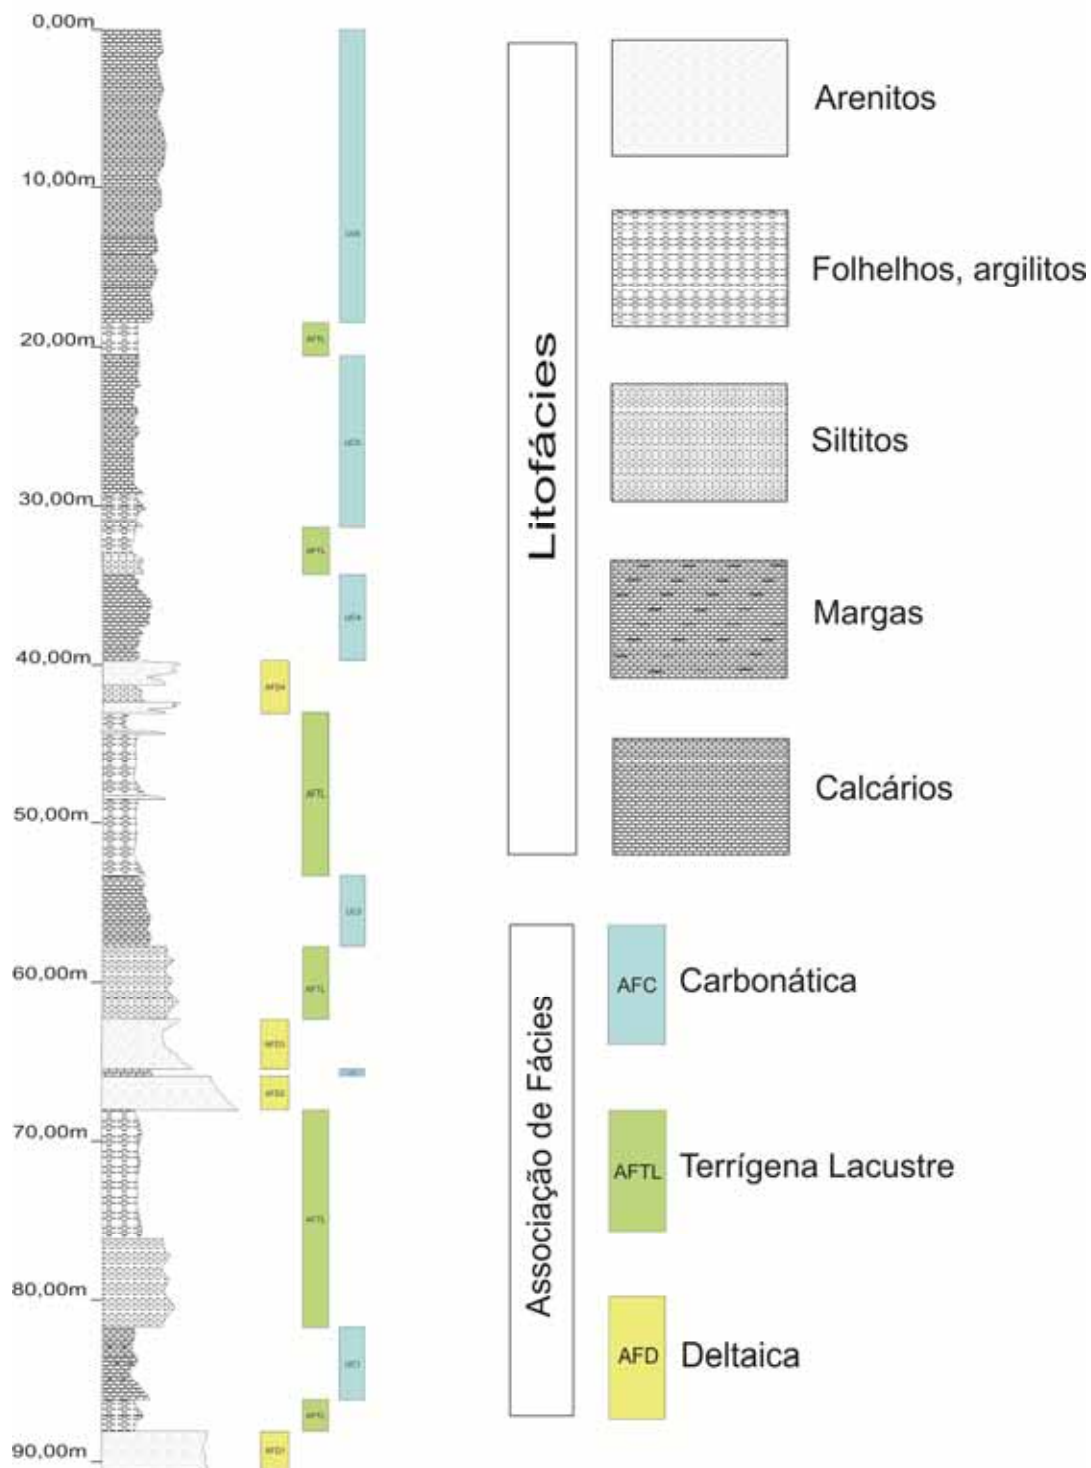 0,00m
10,00m
20,00m
30,00m
40,00m
50,00m
60,00m
70,00m
80,00m
90,00m
AFTL
AFTL
AFTL
AFTL
AFTL
AFTL
Litofácies
Arenitos
Folhelhos, argilitos
Siltitos
Margas
Calcários
Associação de Fácies
AFC
Carbonática
AFTL
Terrígena Lacustre
AFD
Deltaica